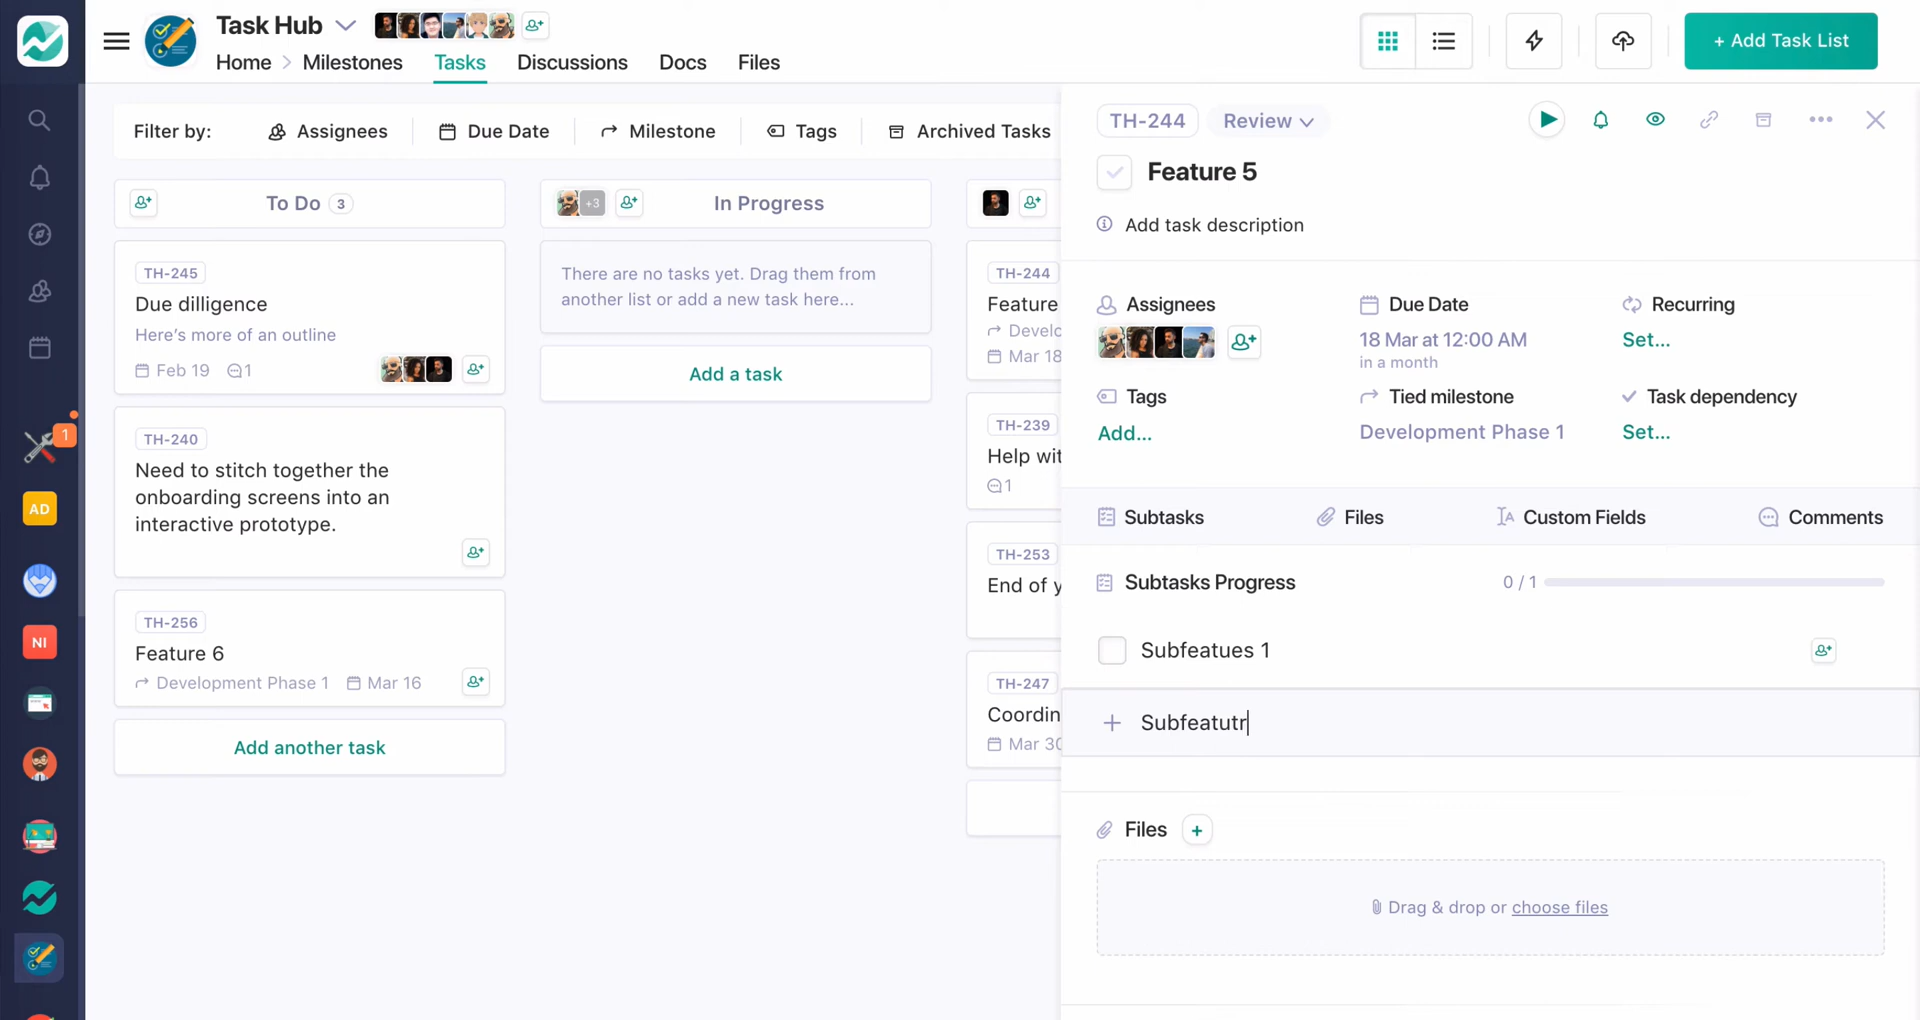 Task Hub
Home
Milestones
Tasks
Discussions
Docs
Files
+ Add Task List
Filter by:
Assignees
Due Date
Milestone
Tags
Archived Tasks
1
AD
NI
To Do 3
TH-245
Due dilligence
Here's more of an outline
Feb 19
1
TH-240
Need to stitch together the
onboarding screens into an
interactive prototype.
TH-256
Feature 6
Development Phase 1
Mar 16
Add another task
+3
In Progress
There are no tasks yet. Drag them from
another list or add a new task here...
Add a task
TH-244
Feature
Develo
Mar 18
TH-239
Help wit
1
TH-253
End of y
TH-247
Coordin
Mar 30
TH-244
Review
Feature 5
Add task description
Assignees
Due Date
18 Mar at 12:00 AM
in a month
Recurring
Set...
Tags
Add...
Tied milestone
Development Phase 1
Task dependency
Set...
Subtasks
Files
Custom Fields
Comments
Subtasks Progress
0 / 1
Subfeatues 1
+ Subfeatutr
Files +
Drag & drop or choose files